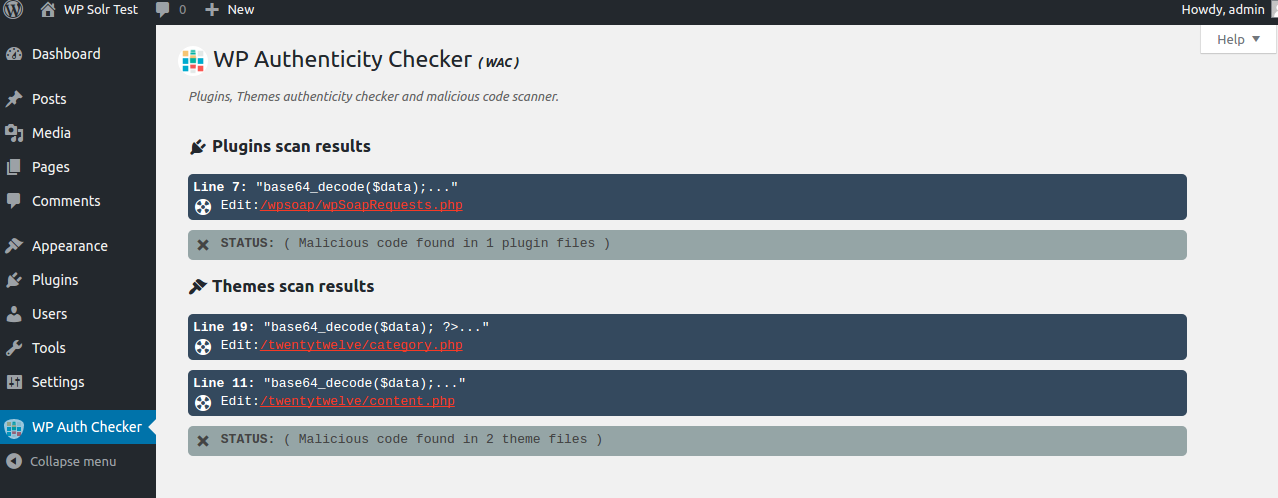 WP Solr Test 0 New Howdy, admin
Help
Dashboard
Posts
Media
Pages
Comments
Appearance
Plugins
Users
Tools
Settings
WP Auth Checker
Collapse menu
WP Authenticity Checker ( WAC )
Plugins, Themes authenticity checker and malicious code scanner.
Plugins scan results
Line 7: "base64_decode($data);..."
Edit:/wpsoap/wpSoapRequests.php
STATUS: ( Malicious code found in 1 plugin files )
Themes scan results
Line 19: "base64_decode($data); ?>..."
Edit:/twentytwelve/category.php
Line 11: "base64_decode($data);..."
Edit:/twentytwelve/content.php
STATUS: ( Malicious code found in 2 theme files )